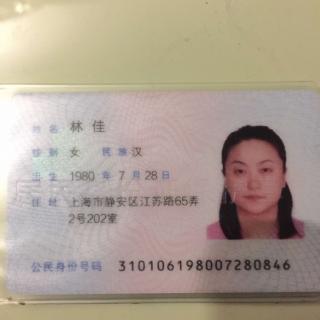 姓名 林佳
性别 女 民族 汉
出生 1980 年 7 月 28 日
住址 上海市静安区江苏路65弄
2号202室
公民身份号码 310106198007280846